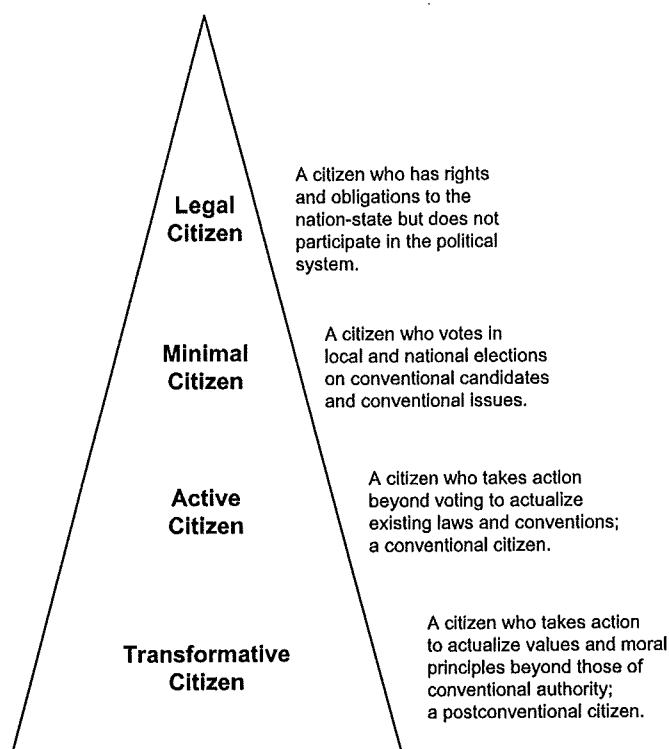 Legal
Citizen
A citizen who has rights
and obligations to the
nation-state but does not
participate in the political
system.
Minimal
Citizen
A citizen who votes in
local and national elections
on conventional candidates
and conventional issues.
Active
Citizen
A citizen who takes action
beyond voting to actualize
existing laws and conventions;
a conventional citizen.
Transformative
Citizen
A citizen who takes action
to actualize values and moral
principles beyond those of
conventional authority;
a postconventional citizen.